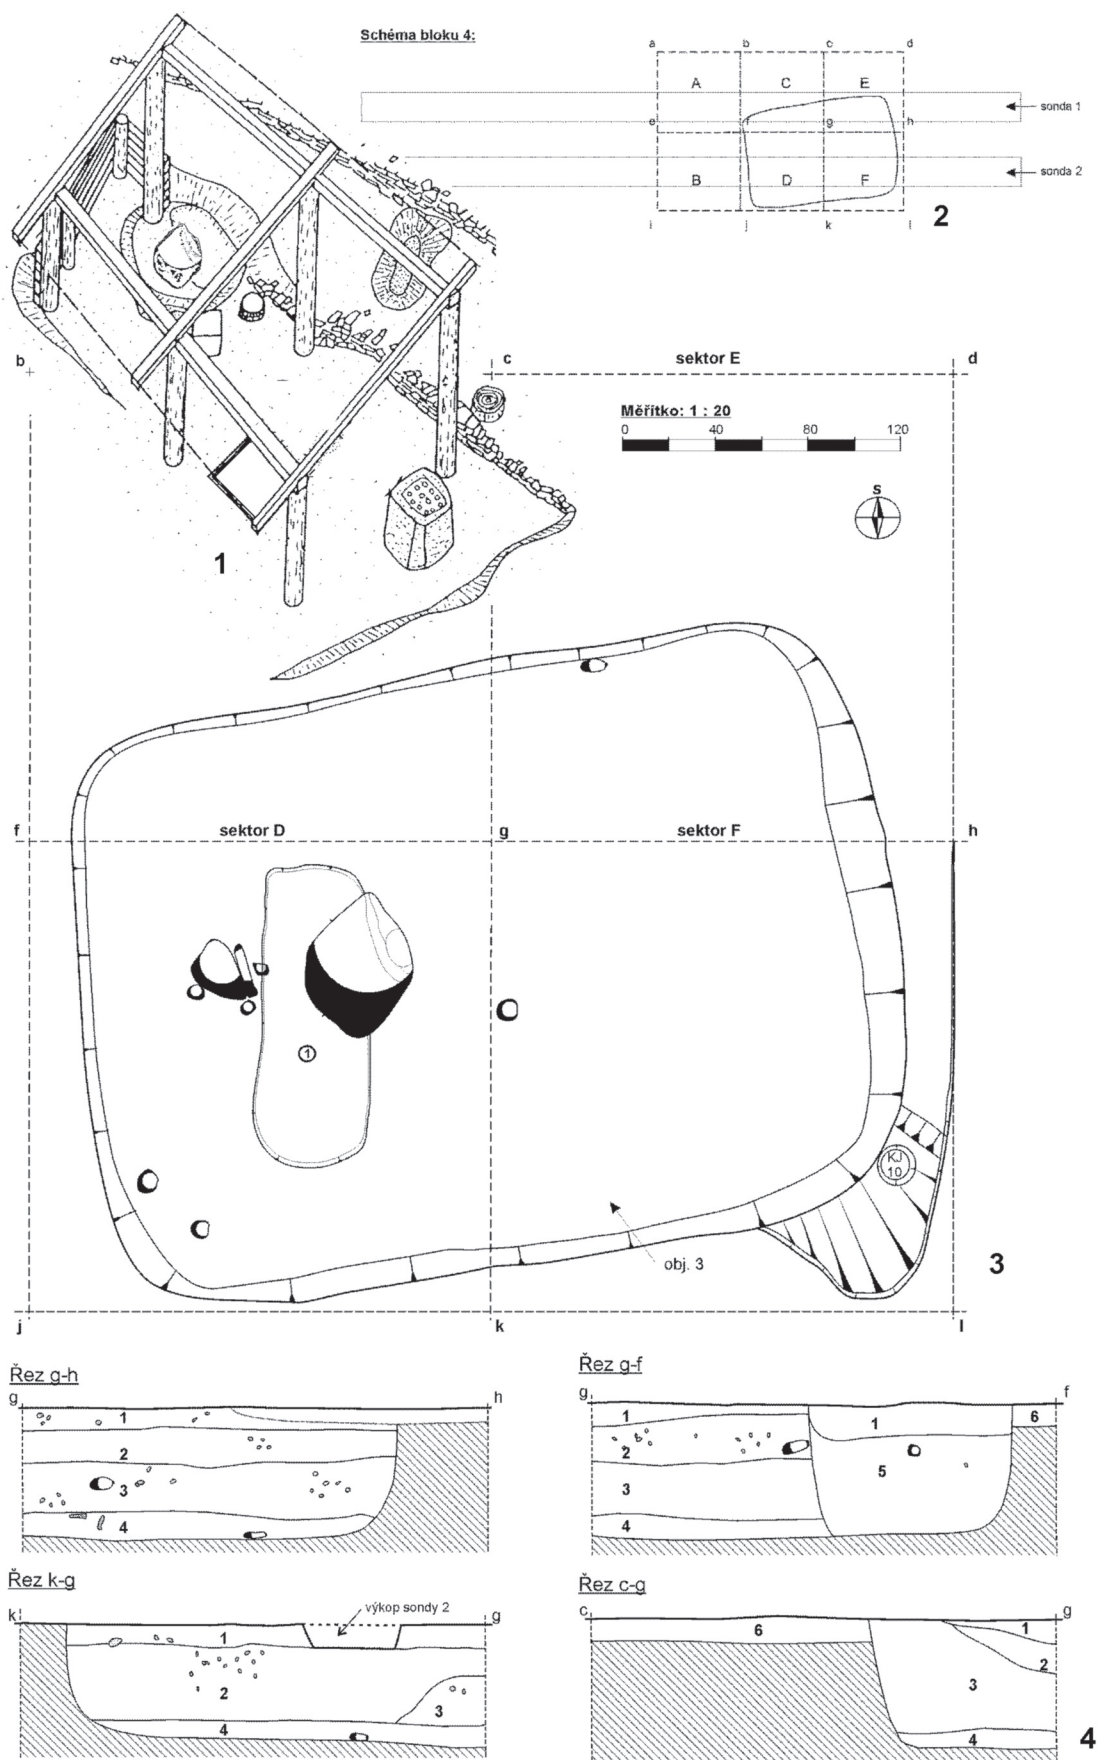 Schéma bloku 4:
a b c d
A C E
sonda 1
e f g h
sonda 2
B D F
i j k l
2
1
b c sektor E d
Měřítko: 1 : 20
0 40 80 120
S
f sektor D g sektor F h
1
KJ
10
obj. 3
3
j k l
Řez g-h
g h
1
2
3
4
Řez g-f
g f
1 1 6
2
5
3
4
Řez k-g
k g
výkop sondy 2
1
2
3
4
Řez c-g
c g
6
1
2
3
4
4